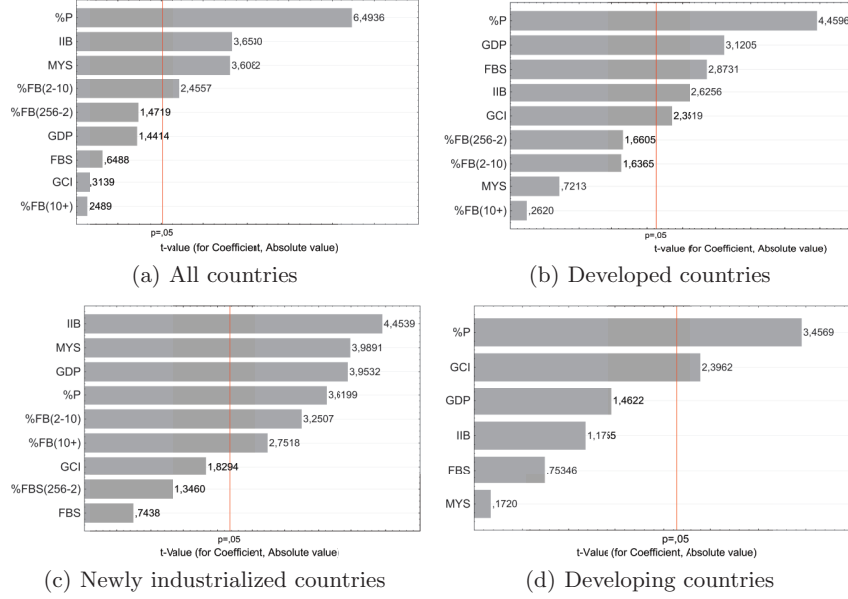 %P
6,4936
IIB
MYS
%FB(2-10)
2,4557
%FB(256-2)
1,4719
GDP
1,4414
FBS
,6488
GCI
,3139
%FB(10+)
,2489
p=,05
t-value (for Coefficient, Absolute value)
(a) All countries
%P
4,4596
GDP
3,1205
FBS
2,8731
IIB
2,6256
GCI
%FB(256-2)
1,6605
%FB(2-10)
1,6365
MYS
,7213
%FB(10+)
,2620
p=,05
t-value (for Coefficient, Absolute value)
(b) Developed countries
IIB
4,4539
MYS
3,9891
GDP
3,9532
%P
3,6199
%FB(2-10)
3,2507
%FB(10+)
2,7518
GCI
1,8294
%FBS(256-2)
1,3460
FBS
,7438
p=,05
t-Value (for Coefficient, Absolute value)
(c) Newly industrialized countries
%P
3,4569
GCI
2,3962
GDP
1,4622
IIB
FBS
,75346
MYS
,1720
p=,05
t-Value (for Coefficient, Absolute value)
(d) Developing countries